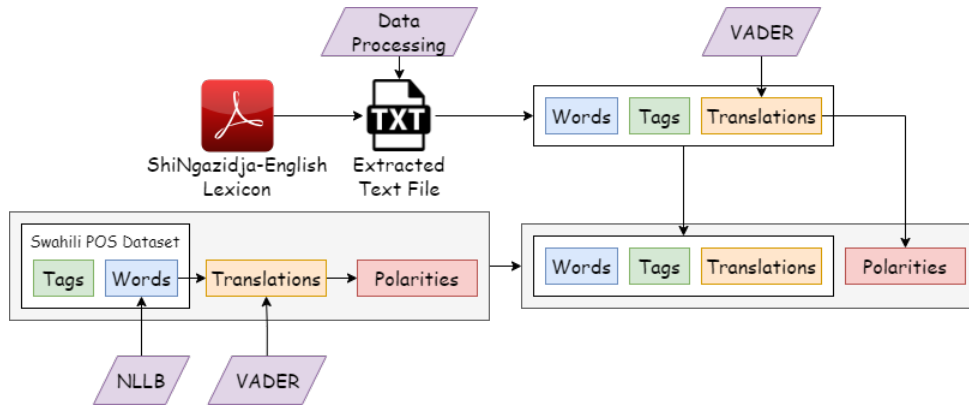 Data
Processing
VADER
TXT
Words
Tags
Translations
ShiNgazidja-English
Lexicon
Extracted
Text File
Swahili POS Dataset
Tags
Words
Translations
Polarities
Words
Tags
Translations
Polarities
NLLB
VADER